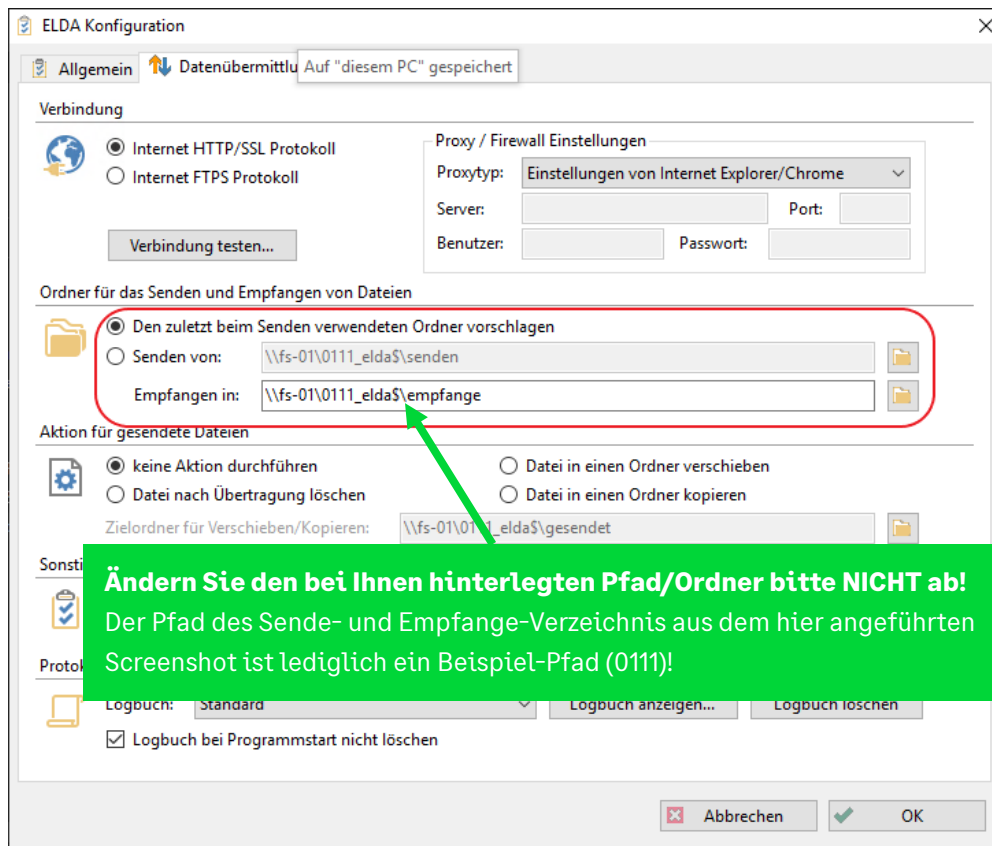 ELDA Konfiguration
Allgemein
Auf "diesem PC" gespeichert
Verbindung
Internet HTTP/SSL Protokoll
Internet FTPS Protokoll
Verbindung testen...
Proxy / Firewall Einstellungen
Proxytyp: Einstellungen von Internet Explorer/Chrome
Server: Port:
Benutzer: Passwort:
Ordner für das Senden und Empfangen von Dateien
Den zuletzt beim Senden verwendeten Ordner vorschlagen
Senden von: \\fs-01\0111_elda$\senden
Empfangen in: \\fs-01\0111_elda$\empfange
Aktion für gesendete Dateien
keine Aktion durchführen Datei in einen Ordner verschieben
Datei nach Übertragung löschen Datei in einen Ordner kopieren
Zielordner für Verschieben/Kopieren: \\fs-01\0111_elda$\gesendet
Ändern Sie den bei Ihnen hinterlegten Pfad/Ordner bitte NICHT ab!
Der Pfad des Sende- und Empfange-Verzeichnis aus dem hier angeführten
Screenshot ist lediglich ein Beispiel-Pfad (0111)!
Logbuch: Standard Logbuch anzeigen... Logbuch löschen
Logbuch bei Programmstart nicht löschen
Abbrechen OK